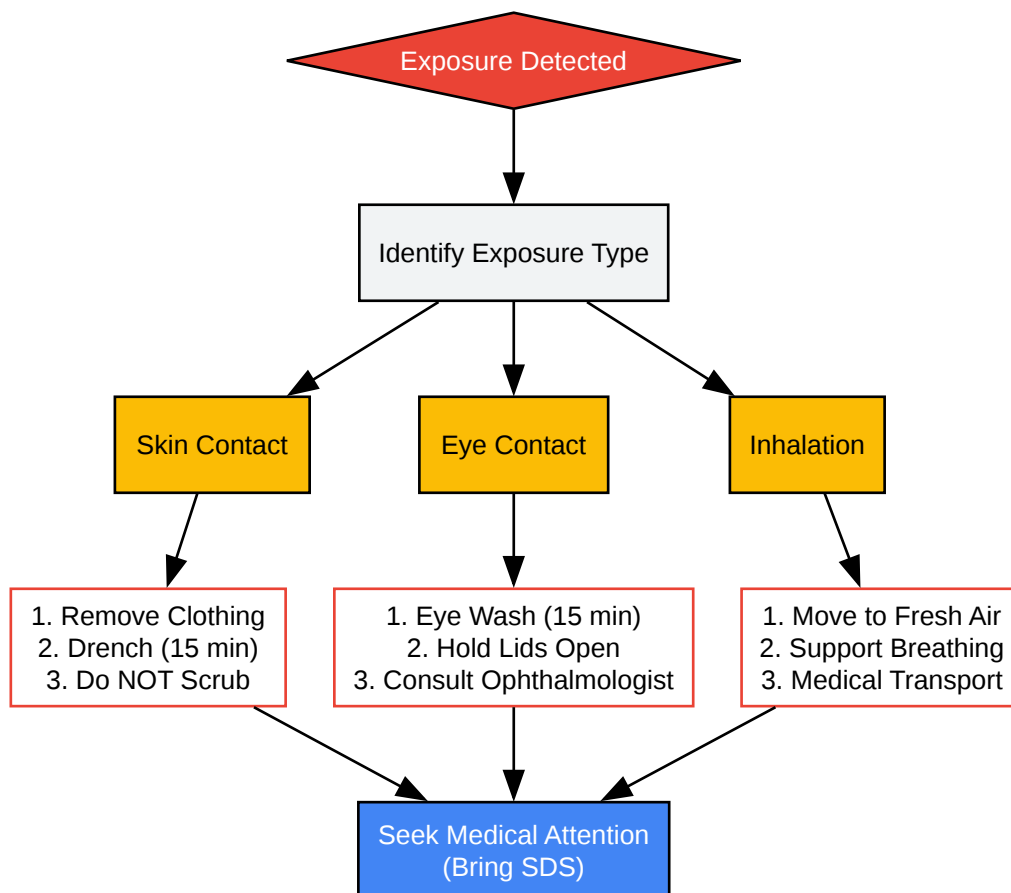 Exposure Detected
Identify Exposure Type
Skin Contact
Eye Contact
Inhalation
1. Remove Clothing
2. Drench (15 min)
3. Do NOT Scrub
1. Eye Wash (15 min)
2. Hold Lids Open
3. Consult Ophthalmologist
1. Move to Fresh Air
2. Support Breathing
3. Medical Transport
Seek Medical Attention
(Bring SDS)